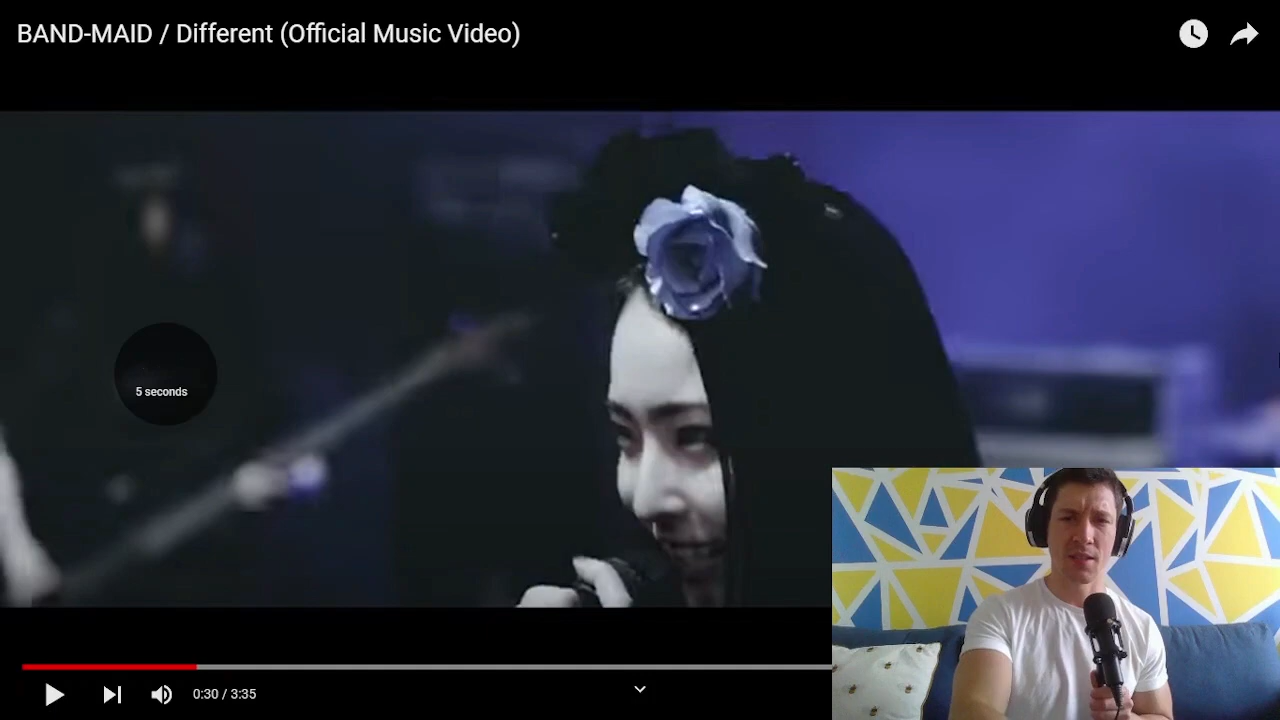 BAND-MAID / Different (Official Music Video)
5 seconds
0:30 / 3:35